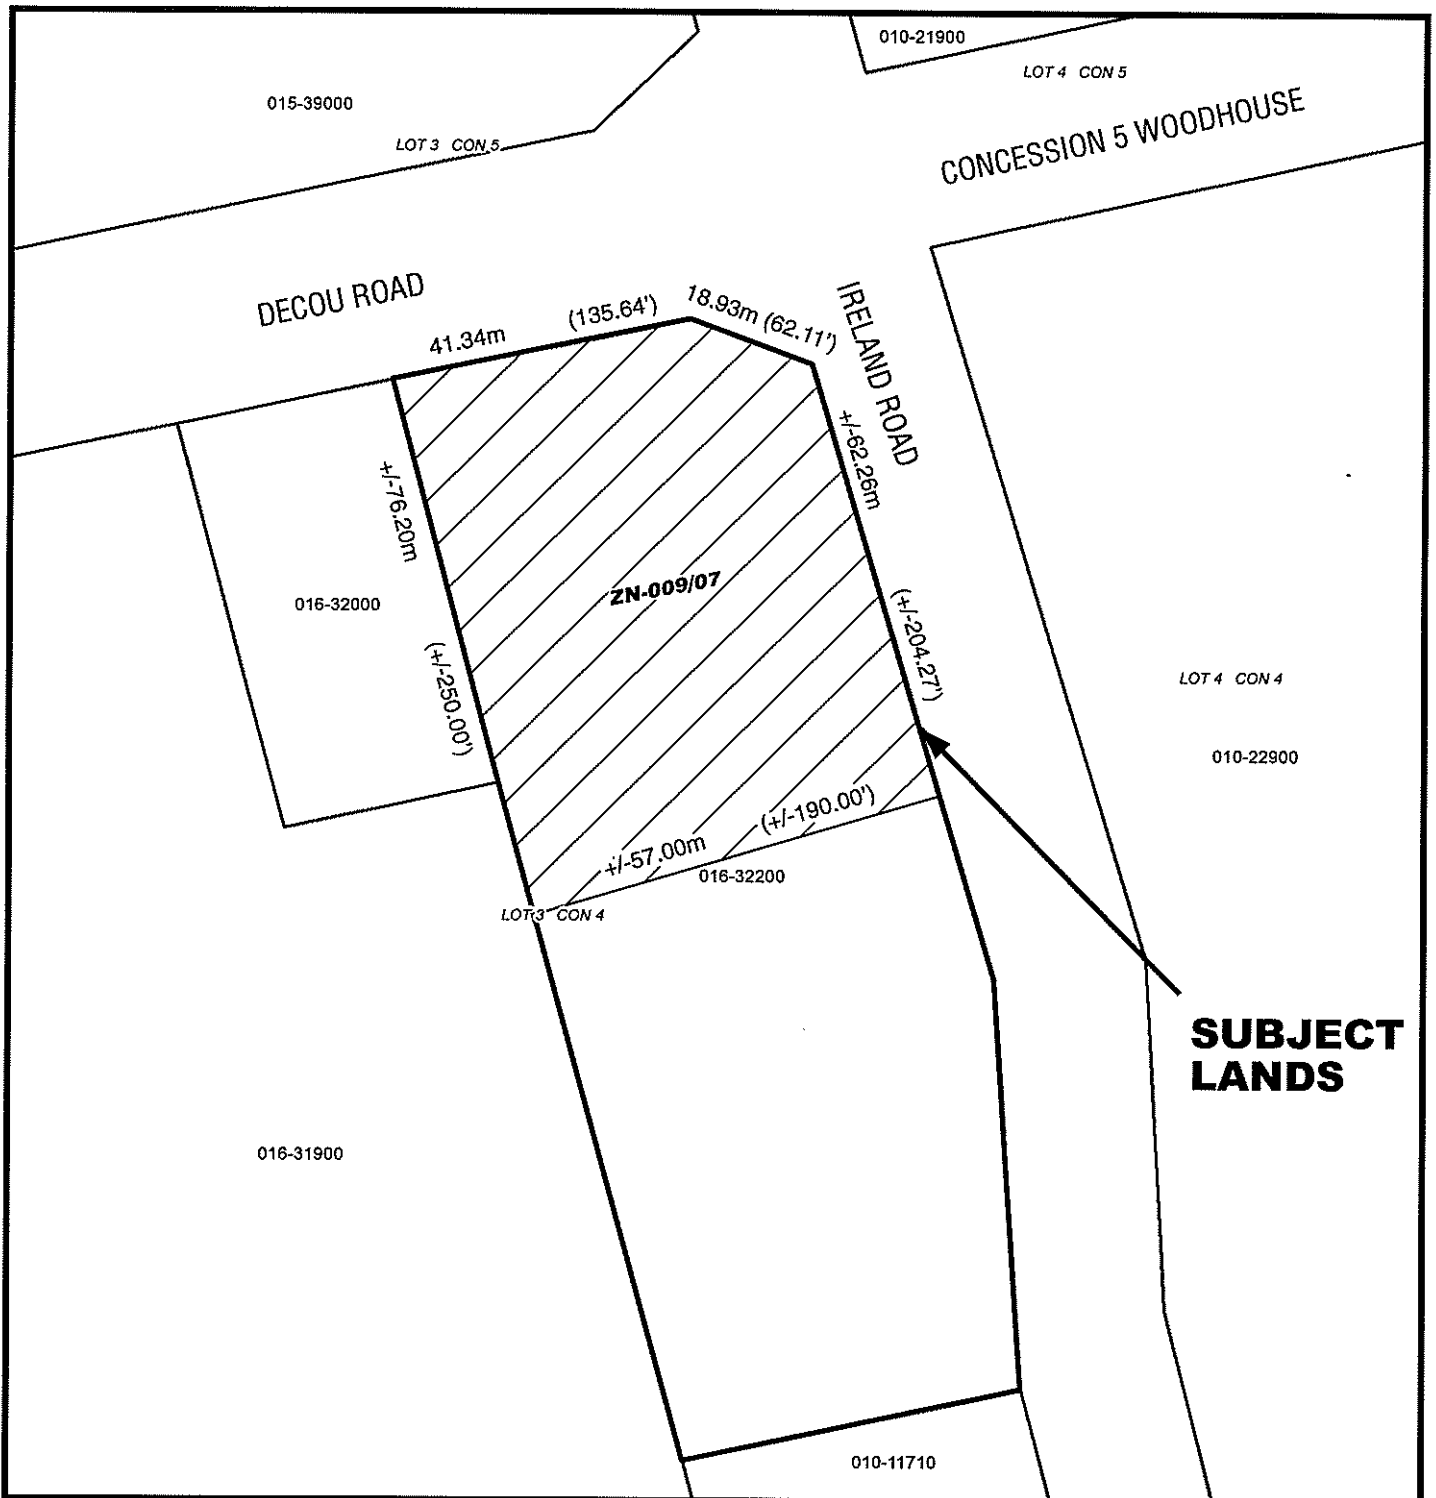 010-21900
LOT 4 CON 5
015-39000
LOT 3 CON 5
CONCESSION 5 WOODHOUSE
DECOU ROAD
41.34m (135.64')
18.93m (62.11')
IRELAND ROAD
+/-76.20m (+/-250.00')
+/-62.26m (+/-204.27')
ZN-009/07
016-32000
LOT 4 CON 4
010-22900
+/-57.00m (+/-190.00')
016-32200
LOT 3 CON 4
SUBJECT
LANDS
016-31900
010-11710